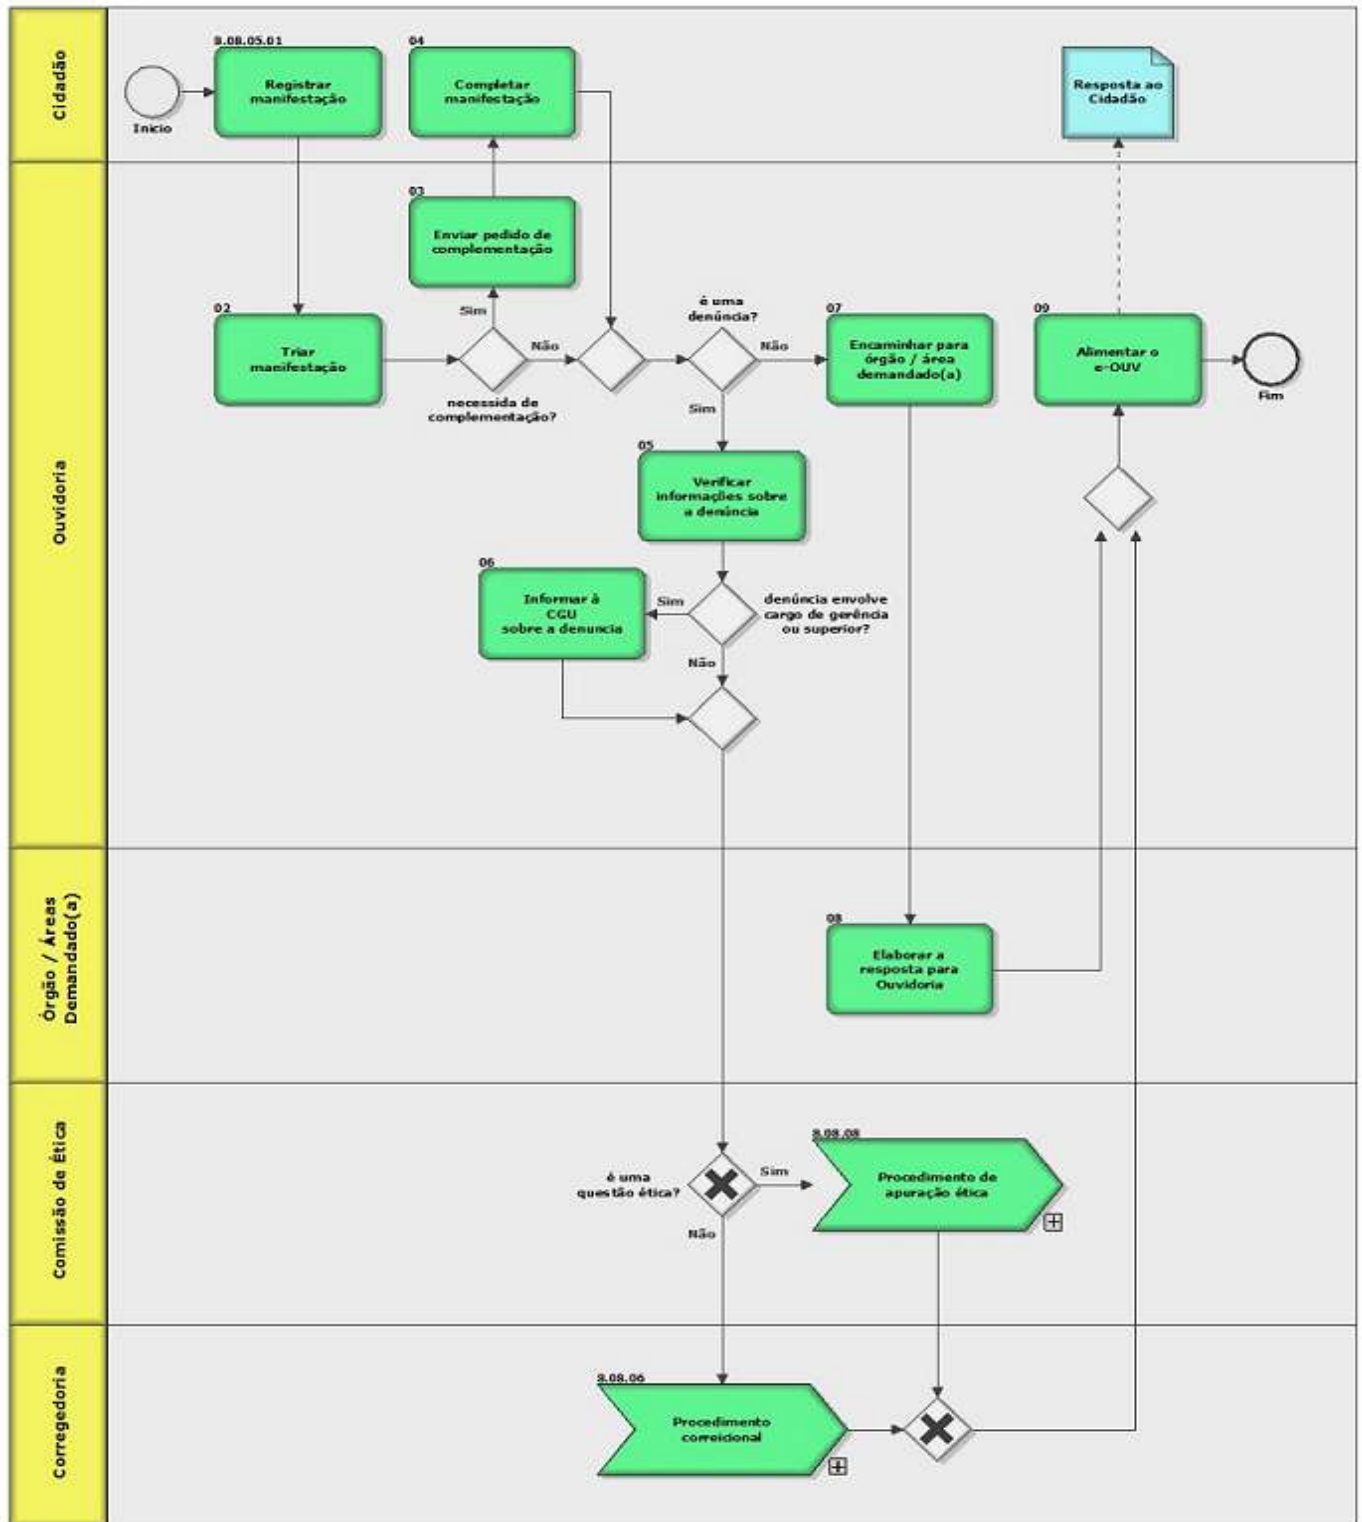 Cidadão
8.08.05.01
Registrar
manifestação
Início
04
Completar
manifestação
Resposta ao
Cidadão
Ouvidoria
03
Enviar pedido de
complementação
Sim
02
Triar
manifestação
necessida de
complementação?
Não
é uma
denúncia?
Não
Sim
07
Encaminhar para
órgão / área
demandado(a)
09
Alimentar o
e-OUV
Fim
05
Verificar
informações sobre
a denúncia
06
Informar à
CGU
sobre a denuncia
Sim
denúncia envolve
cargo de gerência
ou superior?
Não
Órgão / Áreas
Demandado(a)
08
Elaborar a
resposta para
Ouvidoria
Comissão de Ética
é uma
questão ética?
Sim
Não
8.08.08
Procedimento de
apuração ética
Corregedoria
8.08.06
Procedimento
correicional